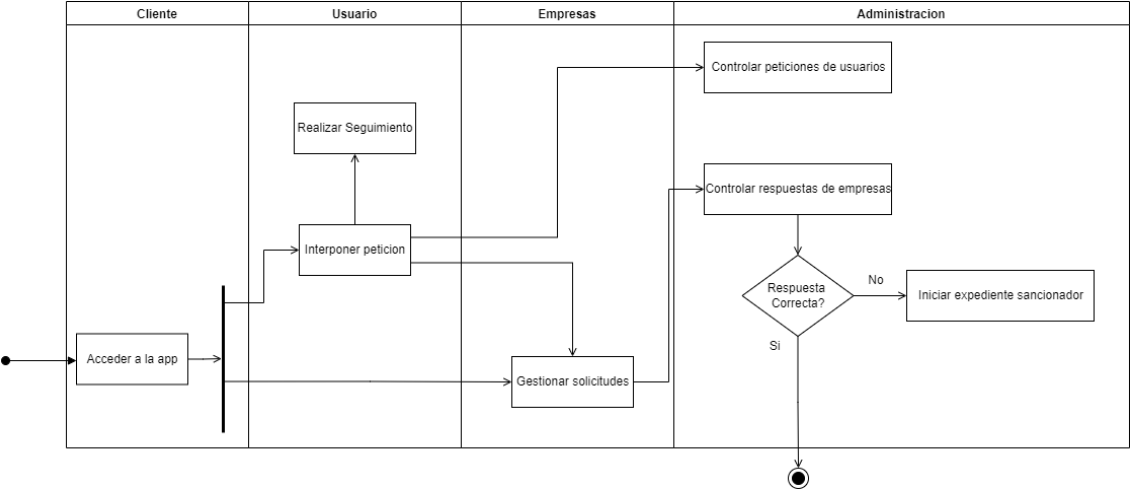 Cliente
Usuario
Empresas
Administracion
Controlar peticiones de usuarios
Realizar Seguimiento
Controlar respuestas de empresas
Interponer peticion
Respuesta
Correcta?
No
Iniciar expediente sancionador
Si
Acceder a la app
Gestionar solicitudes